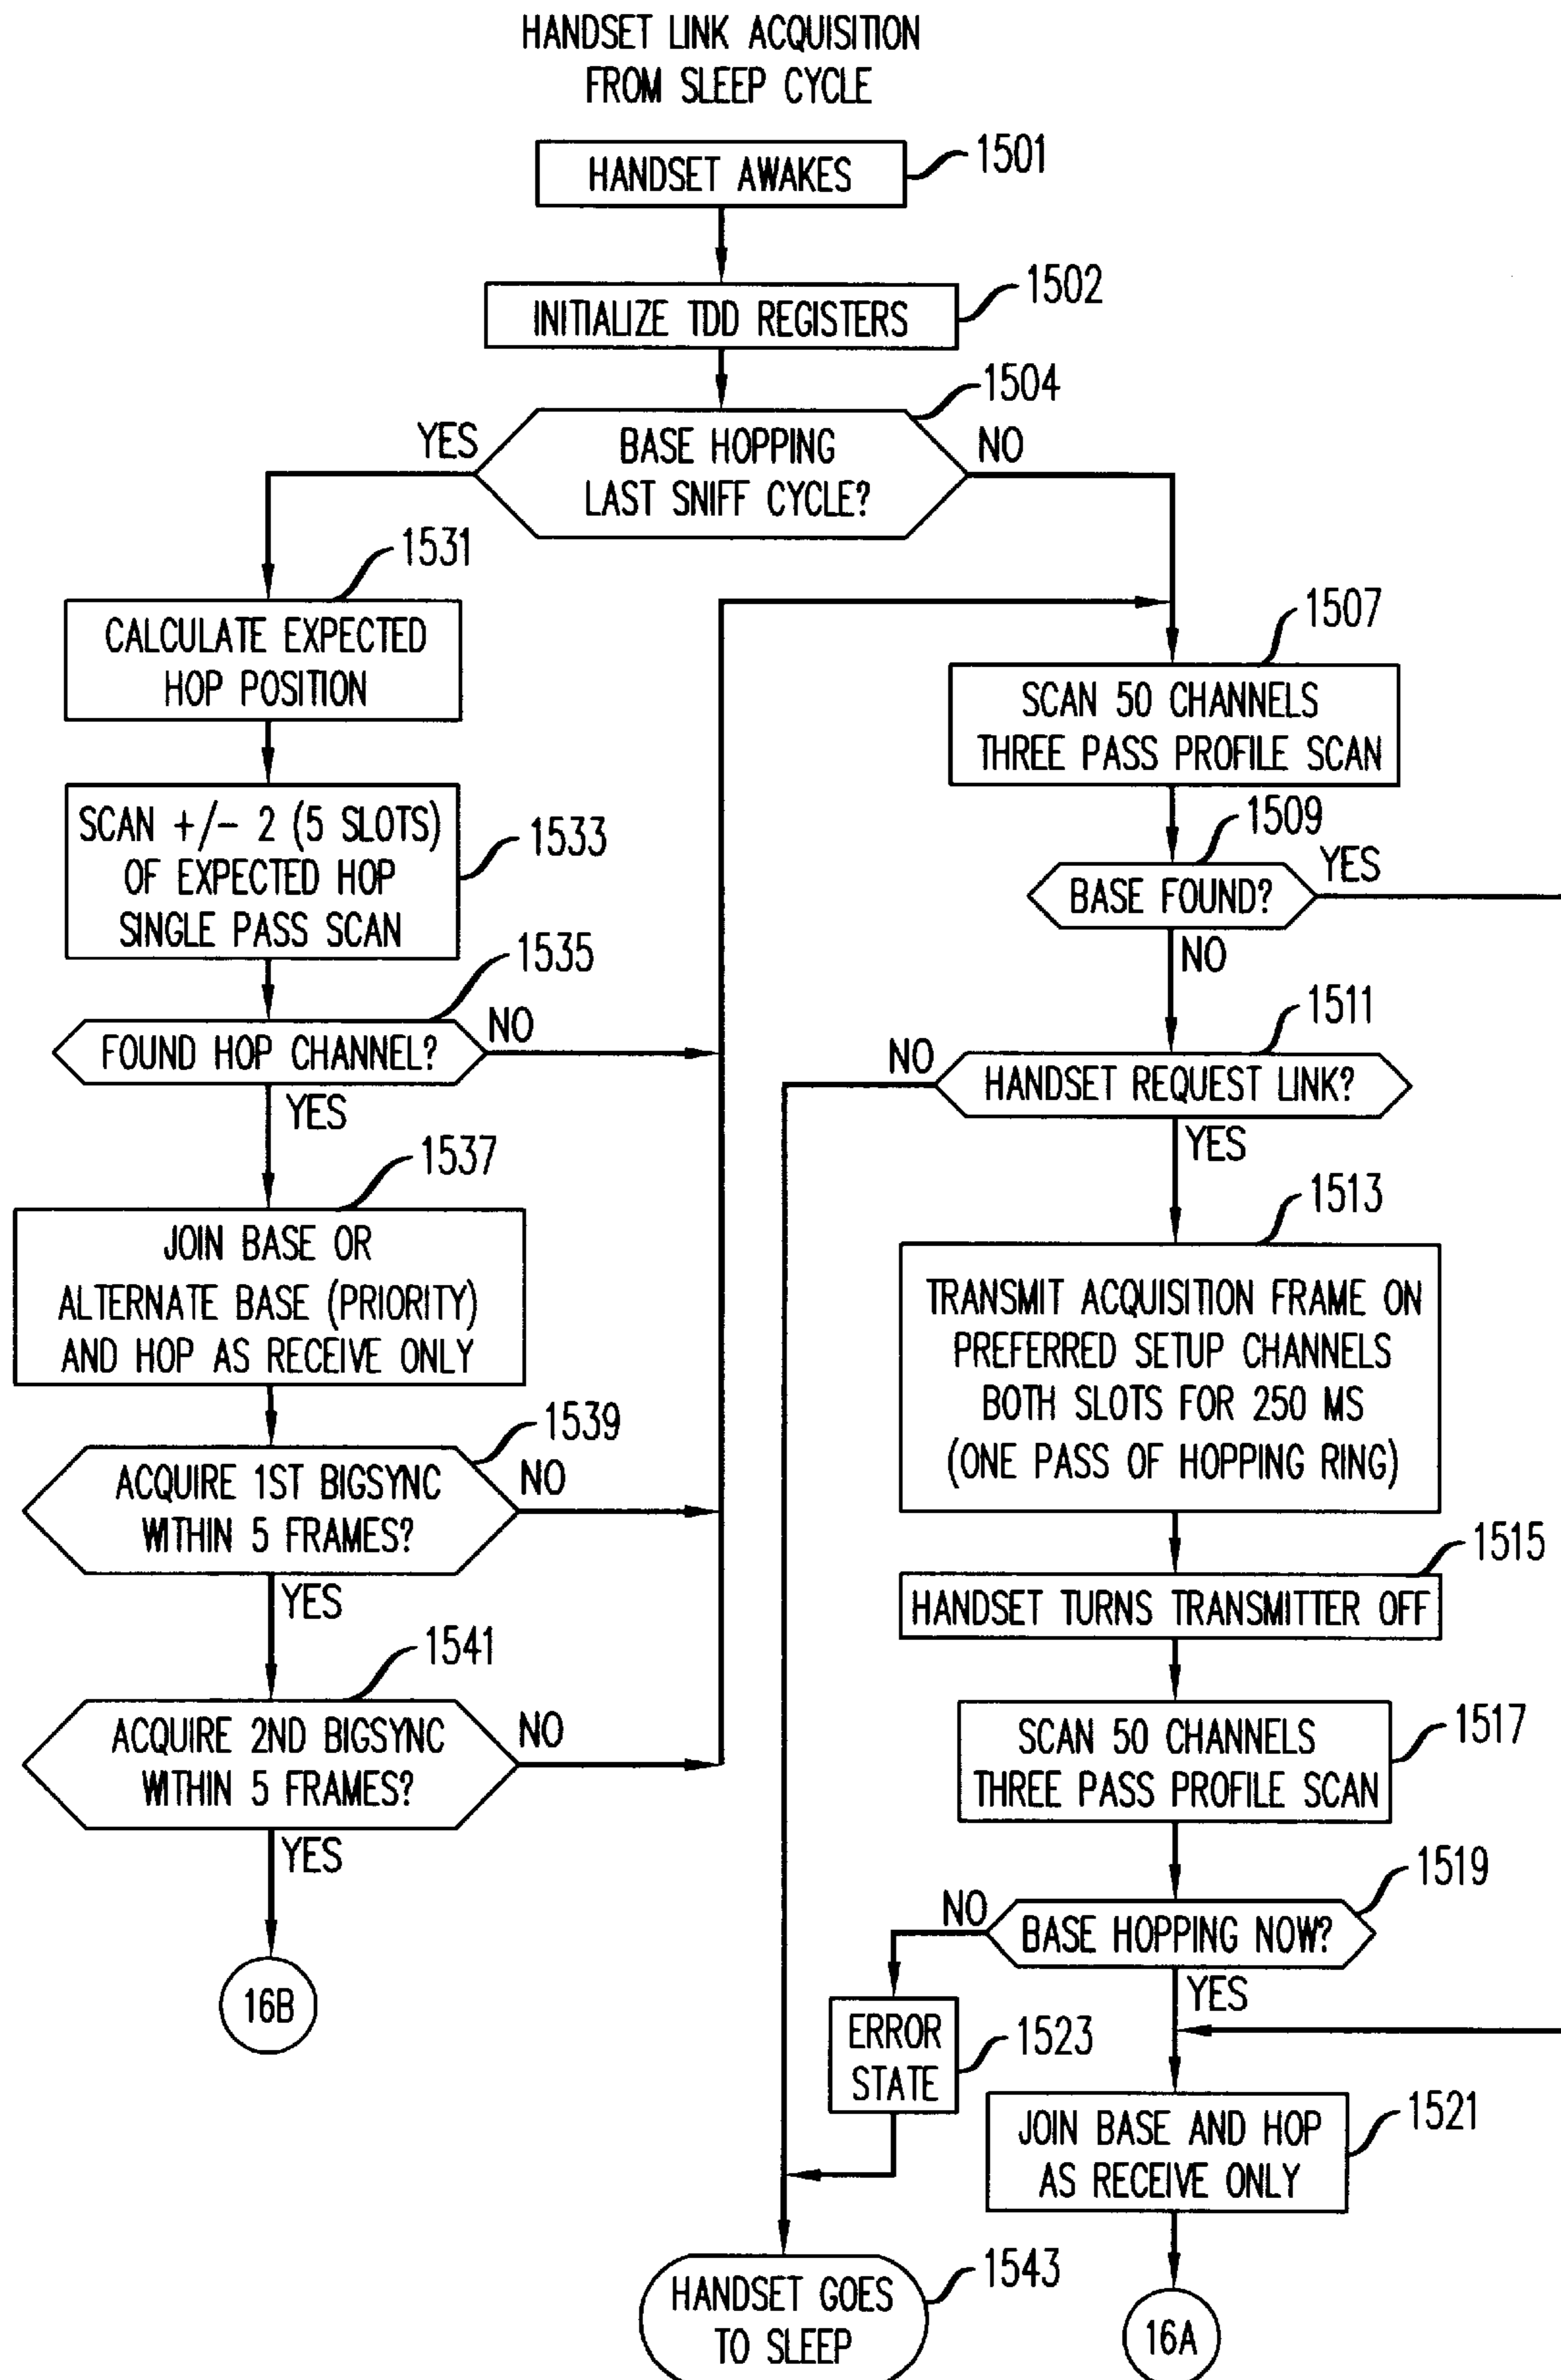 HANDSET LINK ACQUISITION
FROM SLEEP CYCLE
HANDSET AWAKES
1501
INITIALIZE TDD REGISTERS
1502
1504
YES
BASE HOPPING
LAST SNIFF CYCLE?
NO
1531
CALCULATE EXPECTED
HOP POSITION
SCAN +/- 2 (5 SLOTS)
OF EXPECTED HOP
SINGLE PASS SCAN
1533
1535
FOUND HOP CHANNEL?
NO
YES
1537
JOIN BASE OR
ALTERNATE BASE (PRIORITY)
AND HOP AS RECEIVE ONLY
1539
ACQUIRE 1ST BIGSYNC
WITHIN 5 FRAMES?
NO
YES
1541
ACQUIRE 2ND BIGSYNC
WITHIN 5 FRAMES?
NO
YES
16B
1507
SCAN 50 CHANNELS
THREE PASS PROFILE SCAN
1509
BASE FOUND?
YES
NO
1511
NO
HANDSET REQUEST LINK?
YES
1513
TRANSMIT ACQUISITION FRAME ON
PREFERRED SETUP CHANNELS
BOTH SLOTS FOR 250 MS
(ONE PASS OF HOPPING RING)
1515
HANDSET TURNS TRANSMITTER OFF
SCAN 50 CHANNELS
THREE PASS PROFILE SCAN
1517
1519
NO
BASE HOPPING NOW?
YES
ERROR
STATE
1523
JOIN BASE AND HOP
AS RECEIVE ONLY
1521
HANDSET GOES
TO SLEEP
1543
16A